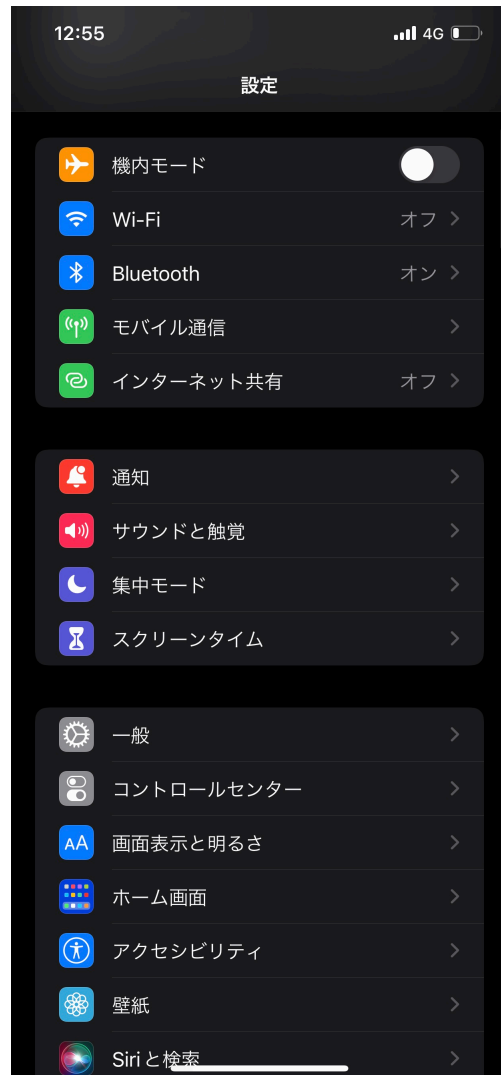 12:55 4G
設定
機内モード
Wi-Fi オフ
Bluetooth オン
モバイル通信
インターネット共有 オフ
通知
サウンドと触覚
集中モード
スクリーンタイム
一般
コントロールセンター
AA 画面表示と明るさ
ホーム画面
アクセシビリティ
壁紙
Siriと検索